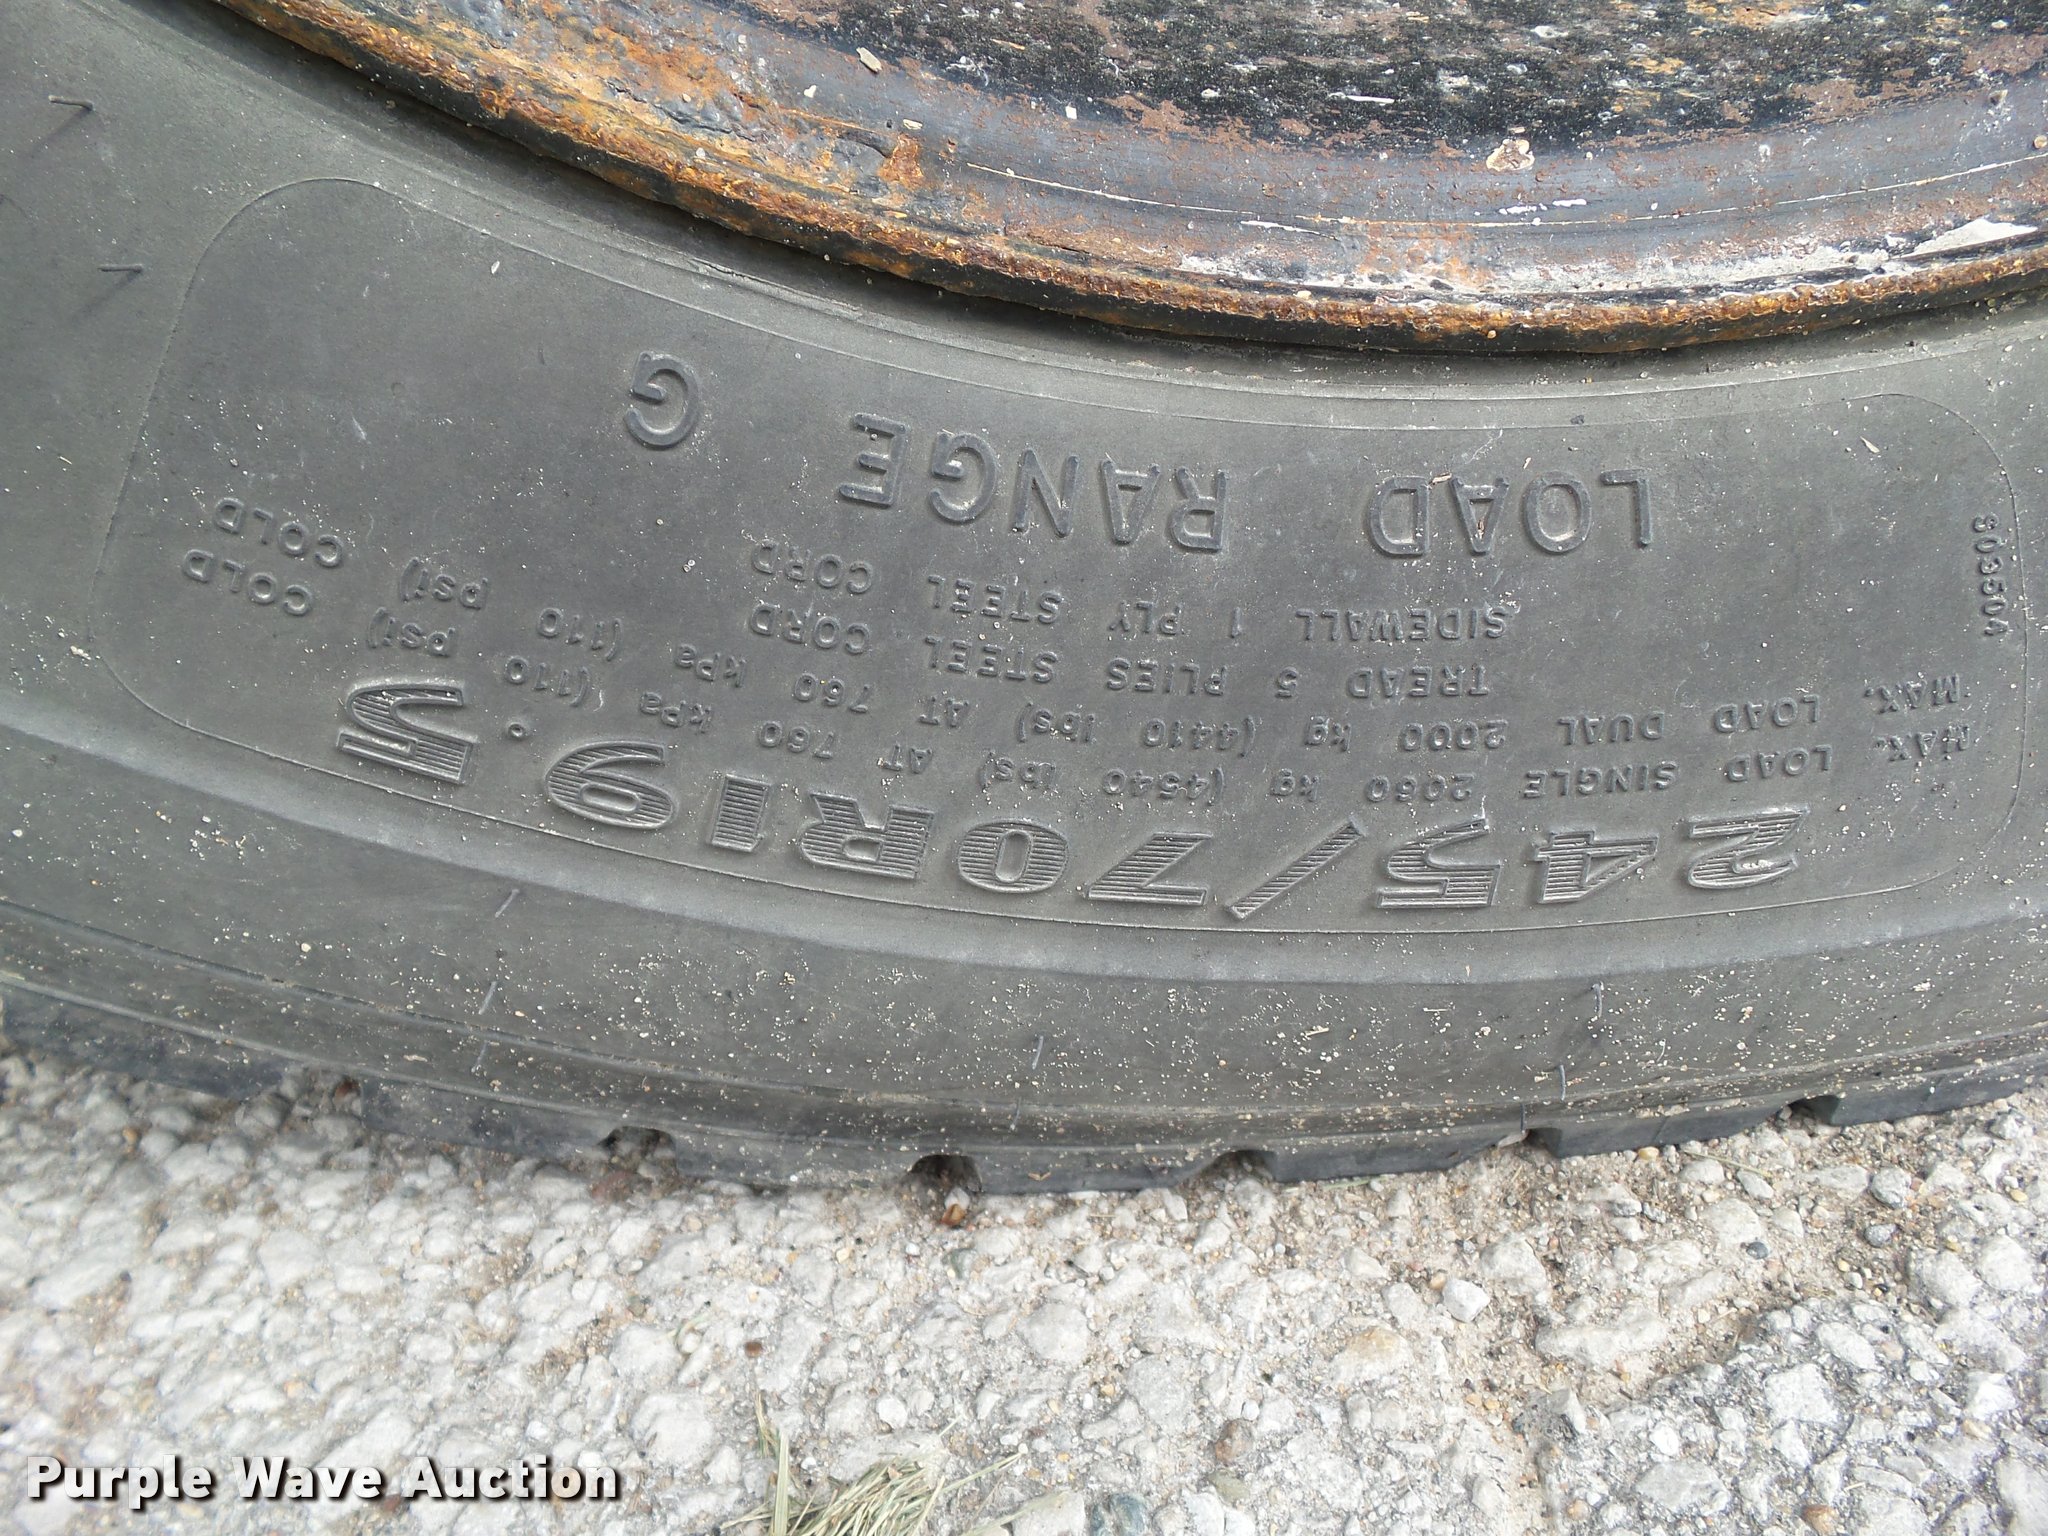 245/70R19.5
MAX. LOAD SINGLE 2060 kg (4540 lbs) AT 760 kPa (110 psi) COLD
MAX. LOAD DUAL 2000 kg (4410 lbs) AT 760 kPa (110 psi) COLD
TREAD 5 PLIES STEEL CORD
SIDEWALL 1 PLY STEEL CORD
LOAD RANGE G
Purple Wave Auction